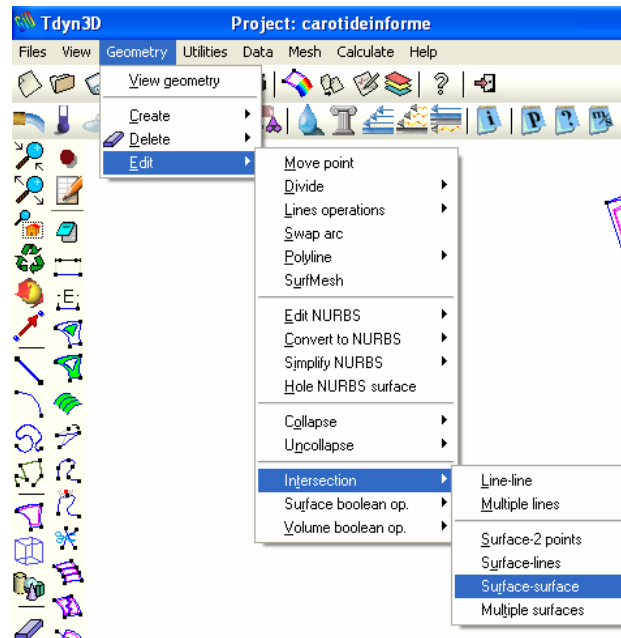 Tdyn3D Project: carotideinforme
Files View Geometry Utilities Data Mesh Calculate Help
View geometry
Create
Delete
Edit
Move point
Divide
Lines operations
Swap arc
Polyline
SurfMesh
Edit NURBS
Convert to NURBS
Simplify NURBS
Hole NURBS surface
Collapse
Uncollapse
Intersection
Surface boolean op.
Volume boolean op.
Line-line
Multiple lines
Surface-2 points
Surface-lines
Surface-surface
Multiple surfaces
?
i P ? m/s
E